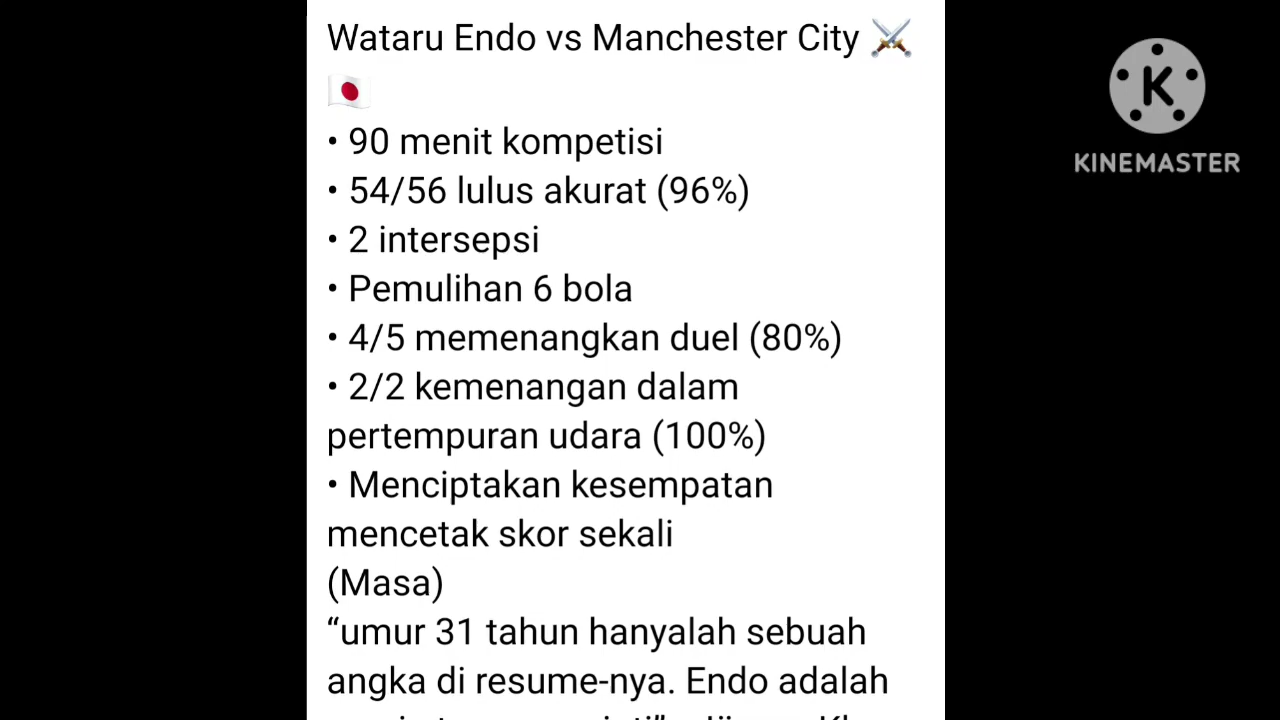 Wataru Endo vs Manchester City ⚔️
🇯🇵
• 90 menit kompetisi
• 54/56 lulus akurat (96%)
• 2 intersepsi
• Pemulihan 6 bola
• 4/5 memenangkan duel (80%)
• 2/2 kemenangan dalam
pertempuran udara (100%)
• Menciptakan kesempatan
mencetak skor sekali
(Masa)
“umur 31 tahun hanyalah sebuah
angka di resume-nya. Endo adalah
K
KINEMASTER